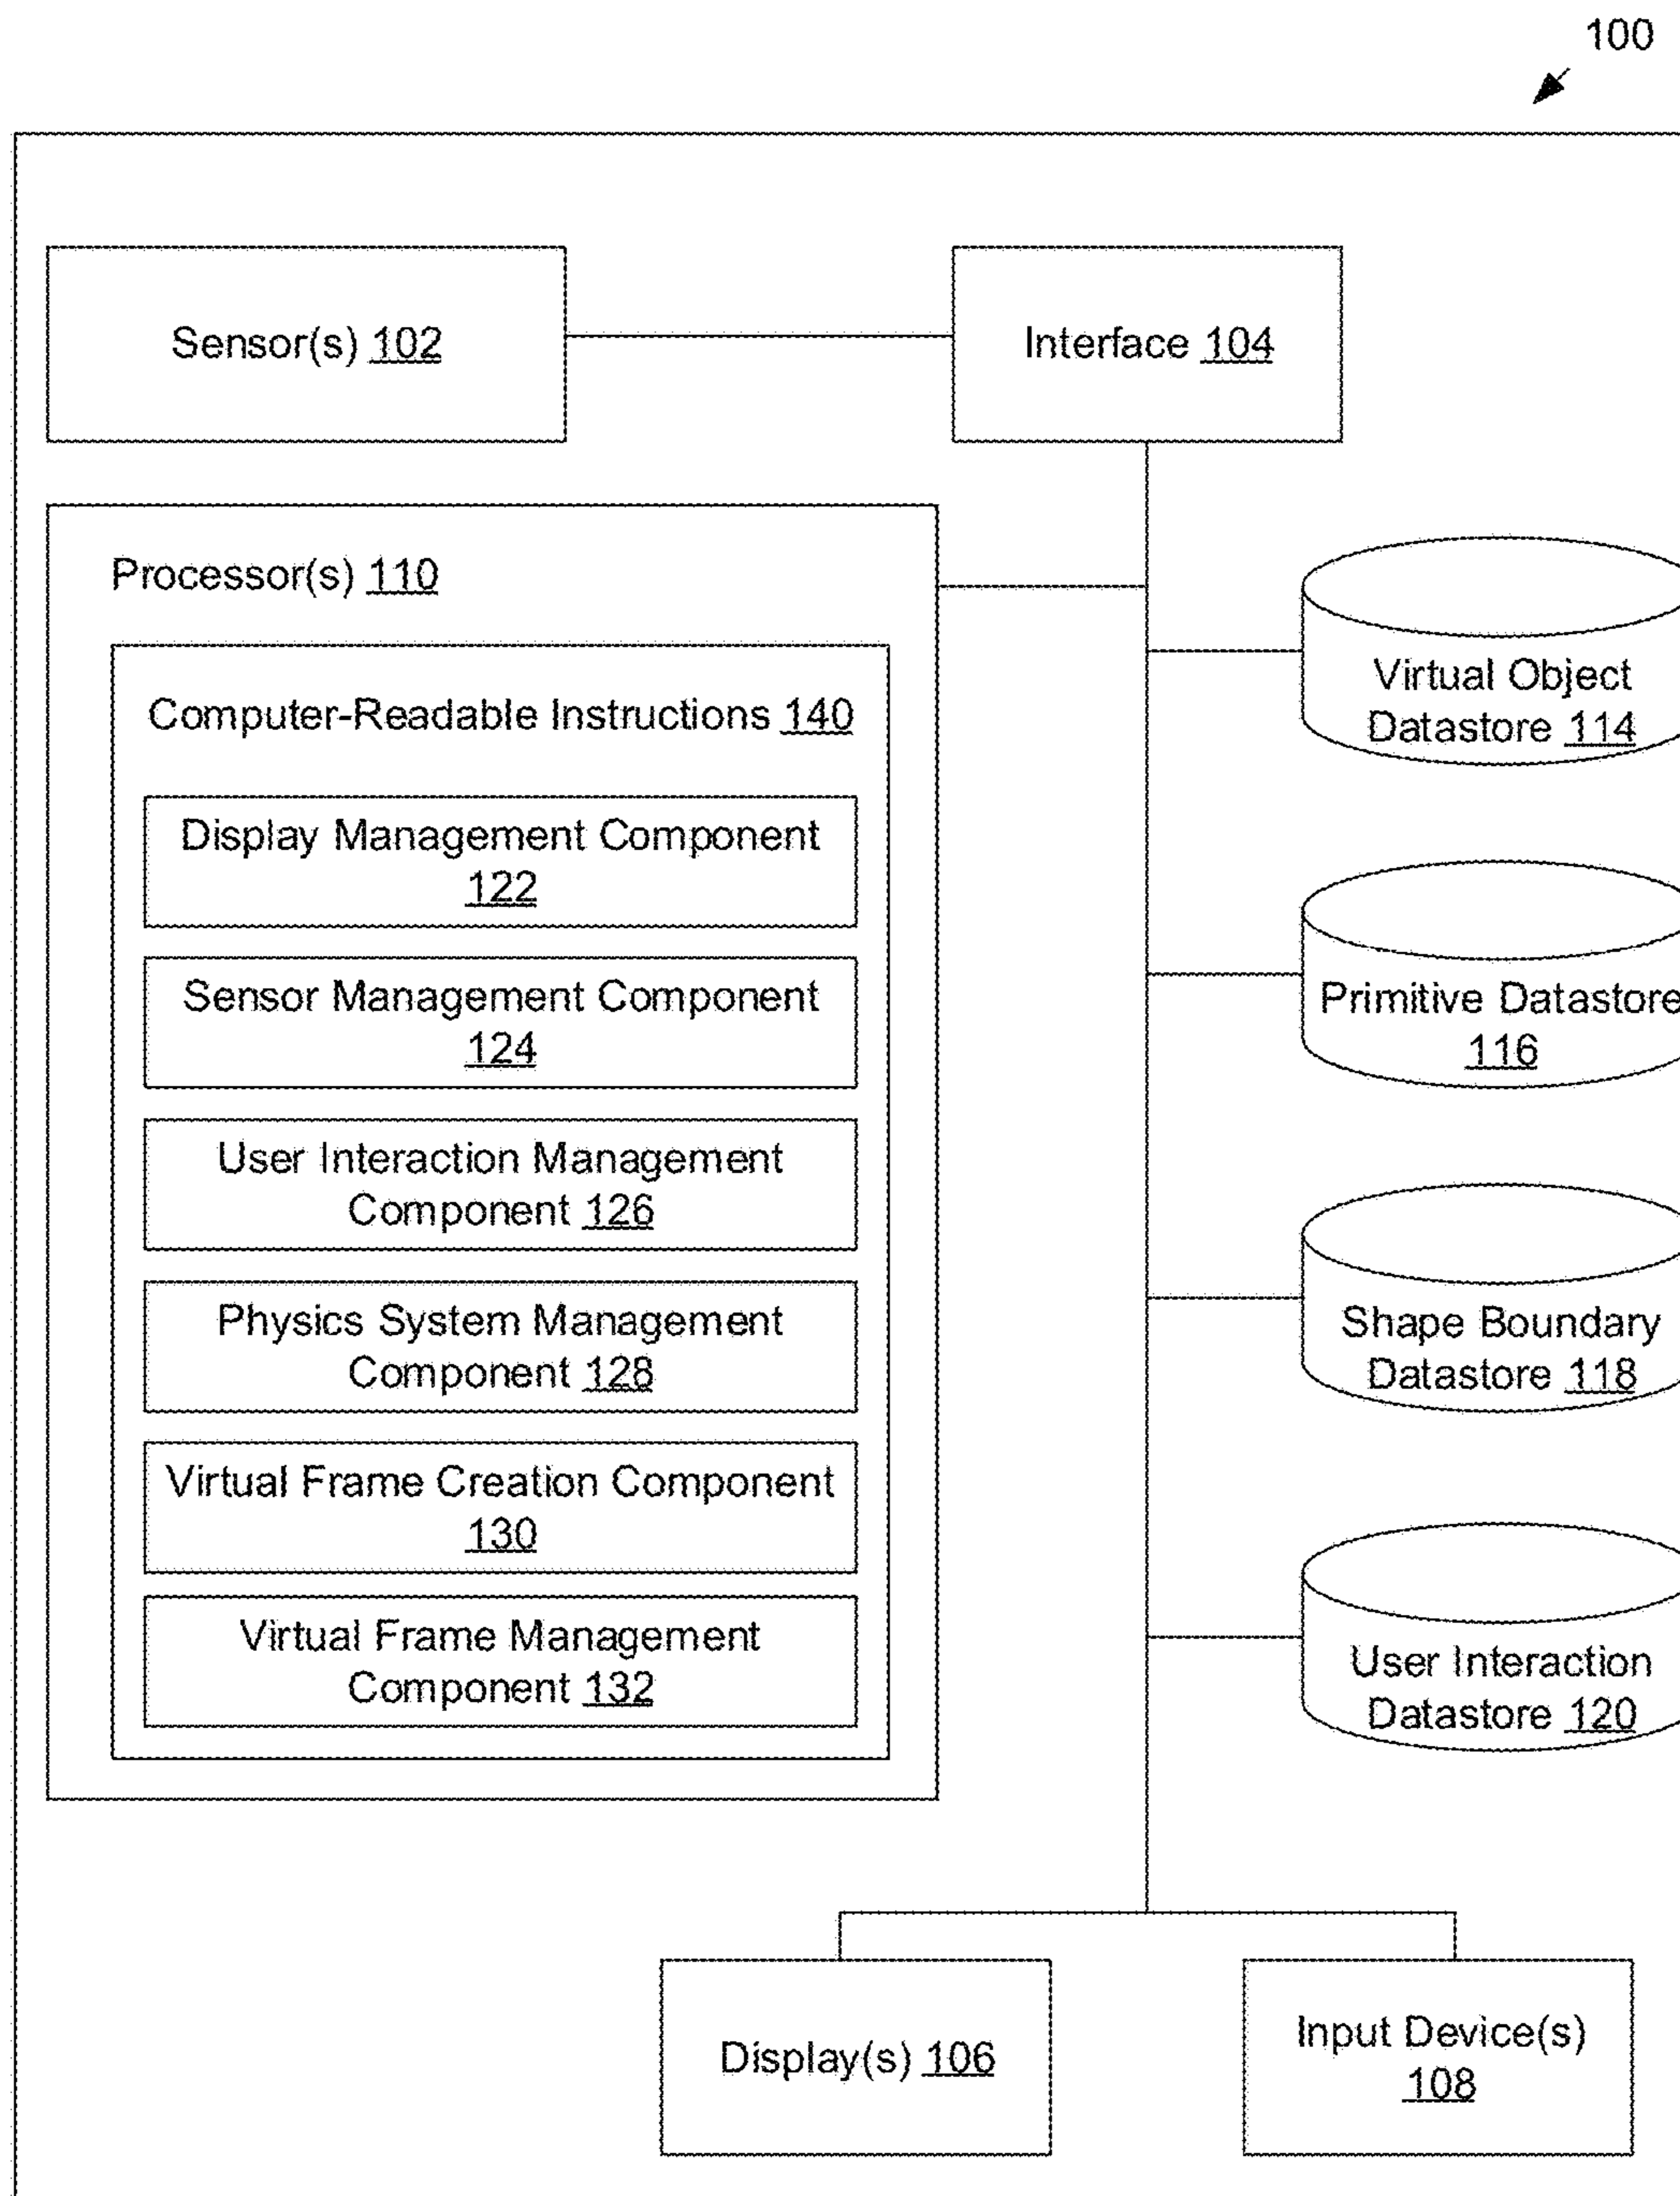 100
Sensor(s) 102
Interface 104
Processor(s) 110
Computer-Readable Instructions 140
Display Management Component
122
Sensor Management Component
124
User Interaction Management
Component 126
Physics System Management
Component 128
Virtual Frame Creation Component
130
Virtual Frame Management
Component 132
Virtual Object
Datastore 114
Primitive Datastore
116
Shape Boundary
Datastore 118
User Interaction
Datastore 120
Display(s) 106
Input Device(s)
108